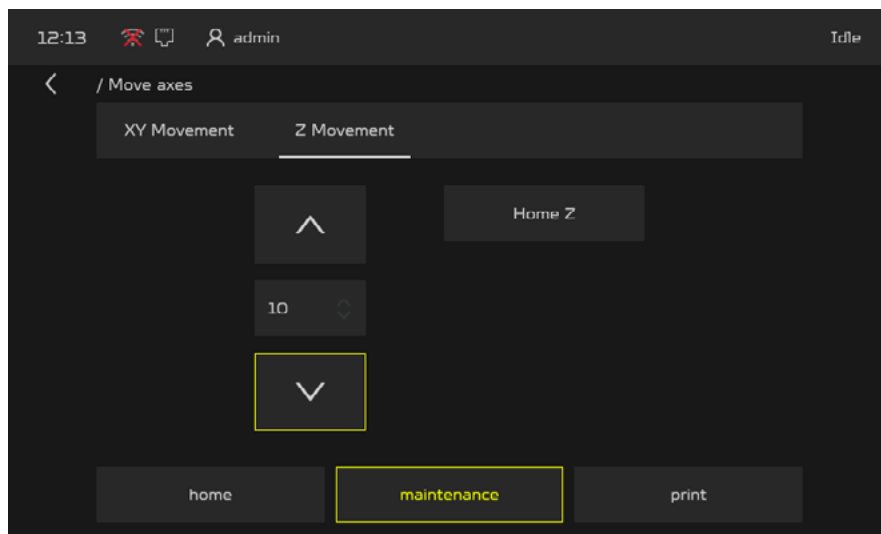 12:13 admin Idle
/ Move axes
XY Movement Z Movement
Home Z
10
home maintenance print